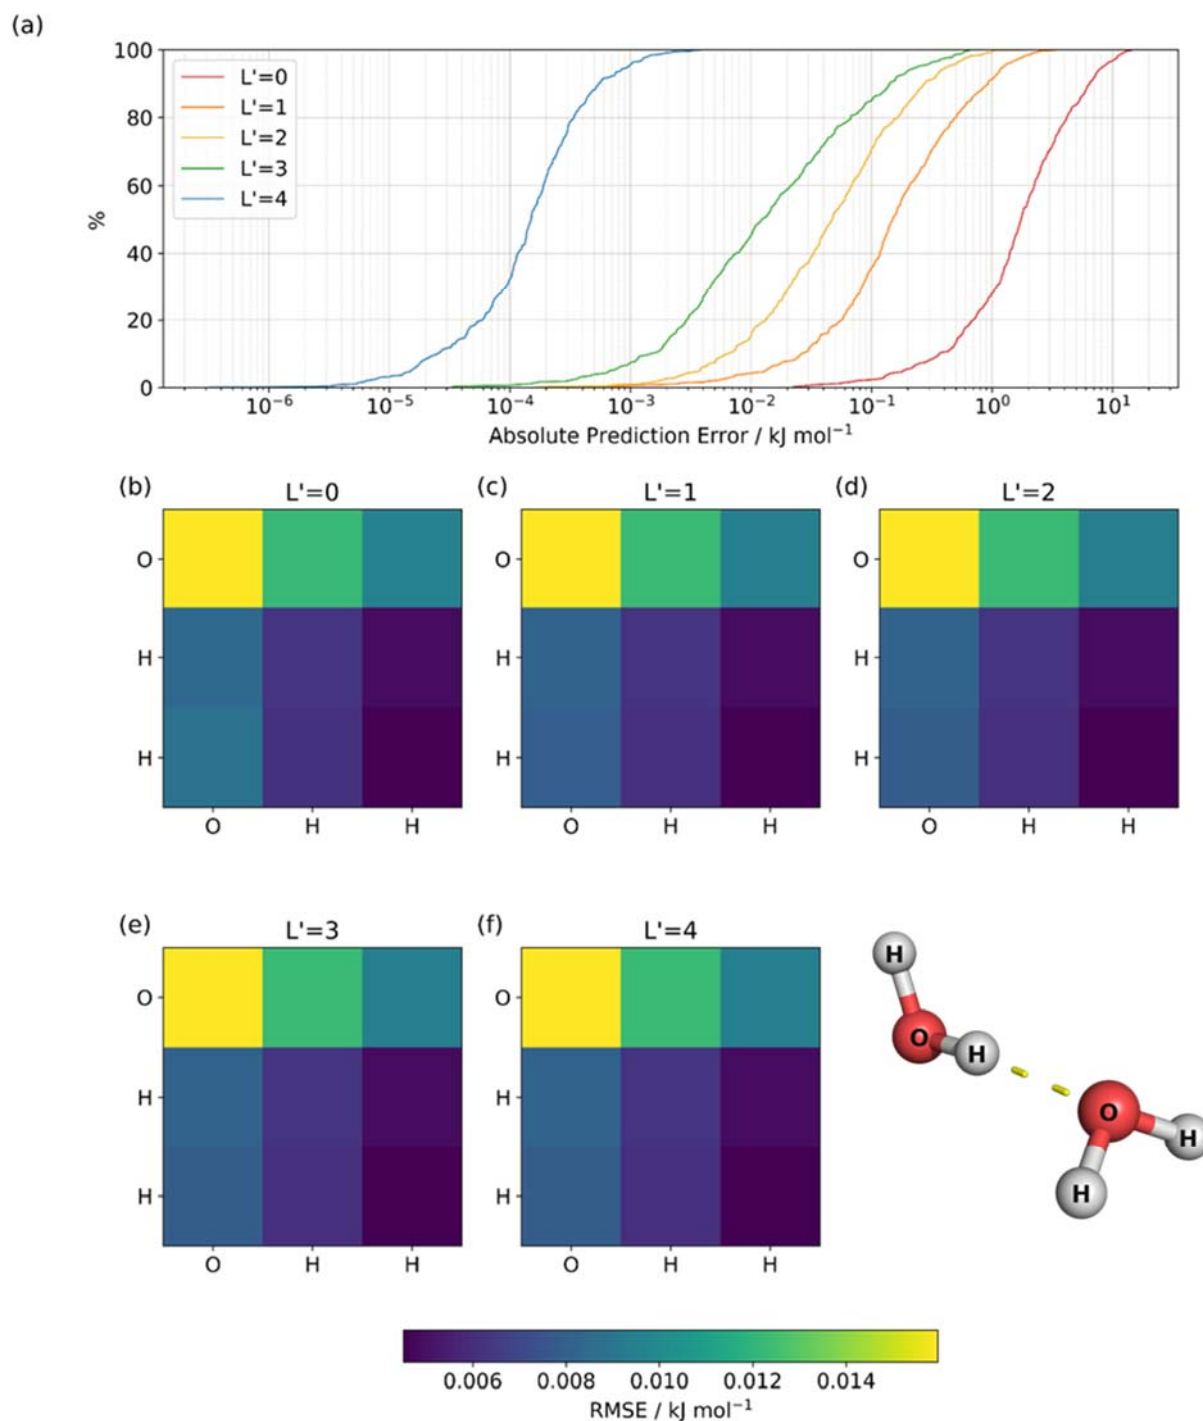 (a)
100
80
60
40
20
0
%
L'=0
L'=1
L'=2
L'=3
L'=4
10⁻⁶ 10⁻⁵ 10⁻⁴ 10⁻³ 10⁻² 10⁻¹ 10⁰ 10¹
Absolute Prediction Error / kJ mol⁻¹
(b) L'=0
O
H
H
O H H
(c) L'=1
O
H
H
O H H
(d) L'=2
O
H
H
O H H
(e) L'=3
O
H
H
O H H
(f) L'=4
O
H
H
O H H
H
O H
O
H
H
0.006 0.008 0.010 0.012 0.014
RMSE / kJ mol⁻¹